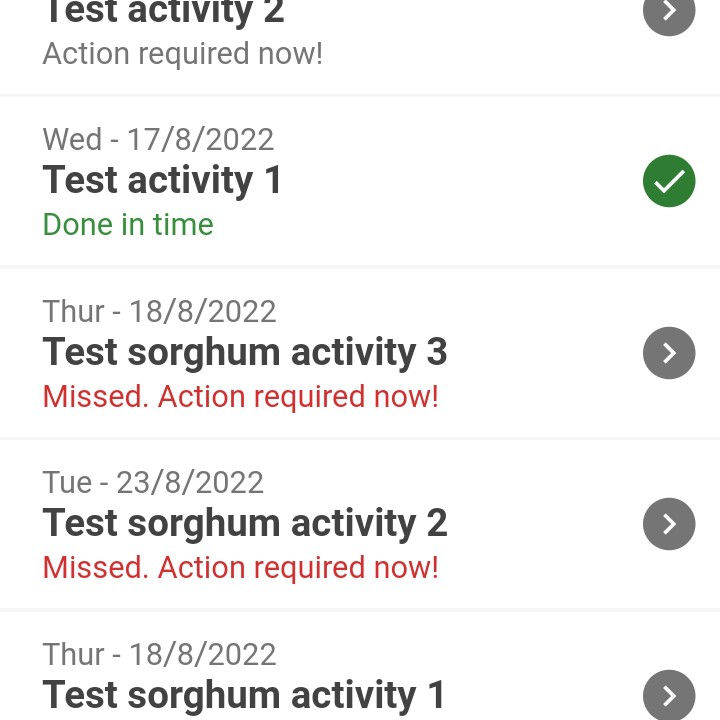 Test activity 2
Action required now!
Wed - 17/8/2022
Test activity 1
Done in time
Thur - 18/8/2022
Test sorghum activity 3
Missed. Action required now!
Tue - 23/8/2022
Test sorghum activity 2
Missed. Action required now!
Thur - 18/8/2022
Test sorghum activity 1